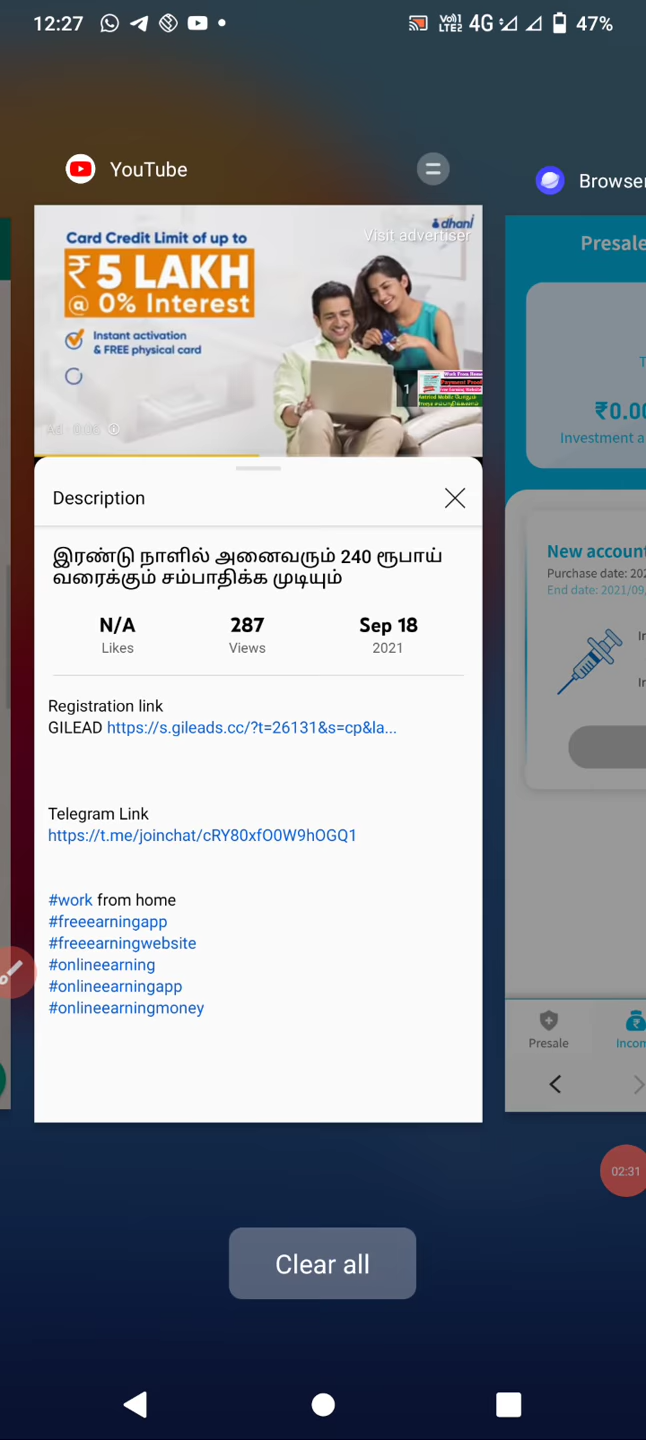 12:27
4G
47%
YouTube
Browser
dhani
Visit advertiser
Card Credit Limit of up to
₹5 LAKH
@ 0% Interest
Instant activation
& FREE physical card
Description
இரண்டு நாளில் அனைவரும் 240 ரூபாய்
வரைக்கும் சம்பாதிக்க முடியும்
N/A
287
Sep 18
Likes
Views
2021
Registration link
GILEAD https://s.gileads.cc/?t=26131&s=cp&la...
Telegram Link
https://t.me/joinchat/cRY80xfO0W9hOGQ1
#work from home
#freeearningapp
#freeearningwebsite
#onlineearning
#onlineearningapp
#onlineearningmoney
Presale
₹0.00
Investment a
New account
Purchase date: 202
End date: 2021/09/
Presale
Incom
02:31
Clear all